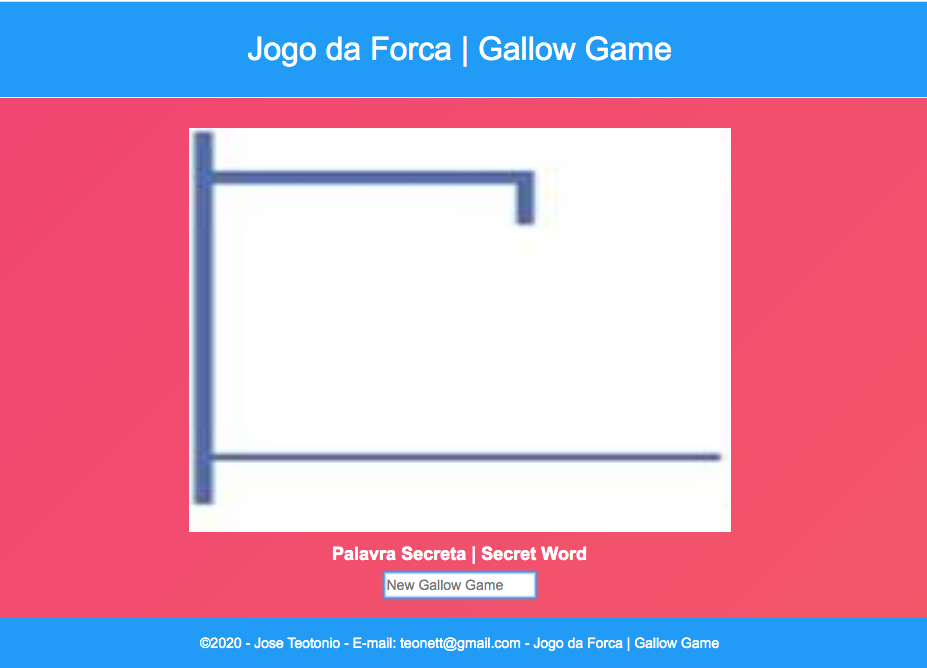 Jogo da Forca | Gallow Game
Palavra Secreta | Secret Word
New Gallow Game
©2020 - Jose Teotonio - E-mail: teonett@gmail.com - Jogo da Forca | Gallow Game